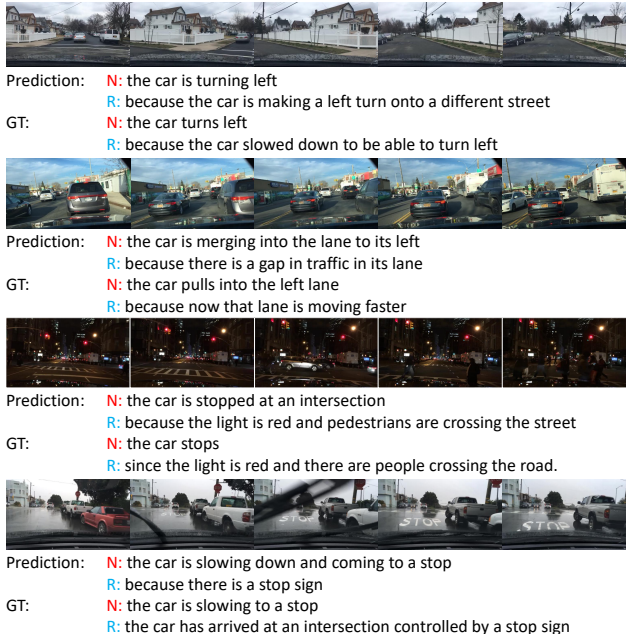 Prediction: N: the car is turning left
R: because the car is making a left turn onto a different street
GT: N: the car turns left
R: because the car slowed down to be able to turn left
Prediction: N: the car is merging into the lane to its left
R: because there is a gap in traffic in its lane
GT: N: the car pulls into the left lane
R: because now that lane is moving faster
Prediction: N: the car is stopped at an intersection
R: because the light is red and pedestrians are crossing the street
GT: N: the car stops
R: since the light is red and there are people crossing the road.
STOP STOP STOP
Prediction: N: the car is slowing down and coming to a stop
R: because there is a stop sign
GT: N: the car is slowing to a stop
R: the car has arrived at an intersection controlled by a stop sign